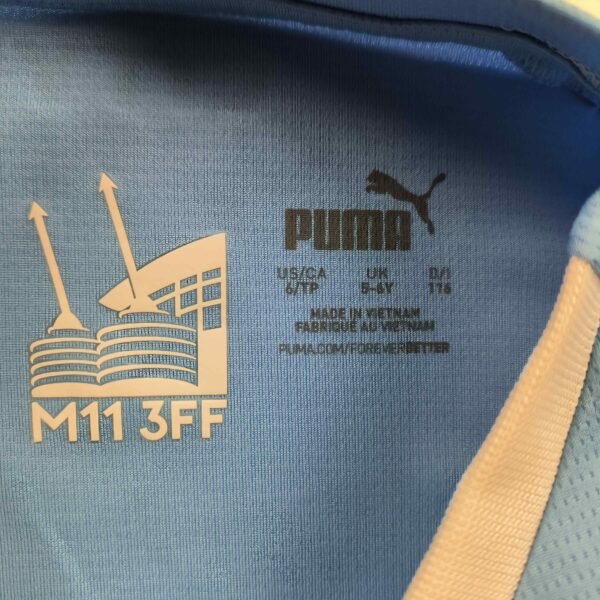 PUMA
US/CA UK D/I
6/TP 5-6Y 116
MADE IN VIETNAM
FABRIQUÉ AU VIETNAM
PUMA.COM/FOREVERBETTER
M11 3FF